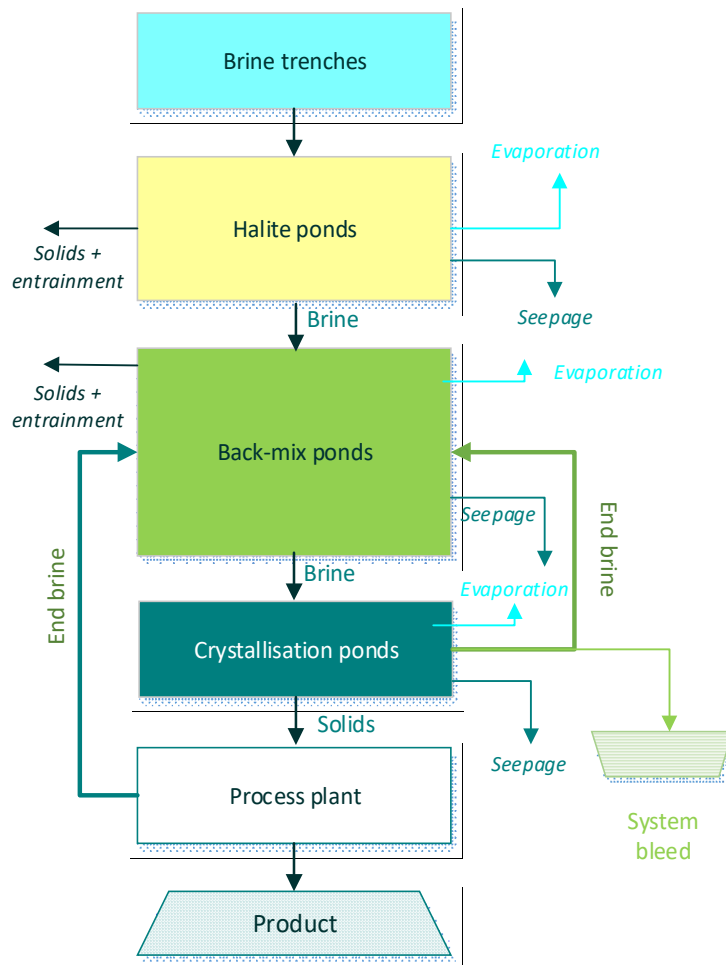 Brine trenches
Evaporation
Halite ponds
Solids +
entrainment
Seepage
Brine
Evaporation
Solids +
entrainment
Back-mix ponds
Seepage
End brine
End brine
Brine
Evaporation
Crystallisation ponds
Solids
Seepage
Process plant
System
bleed
Product